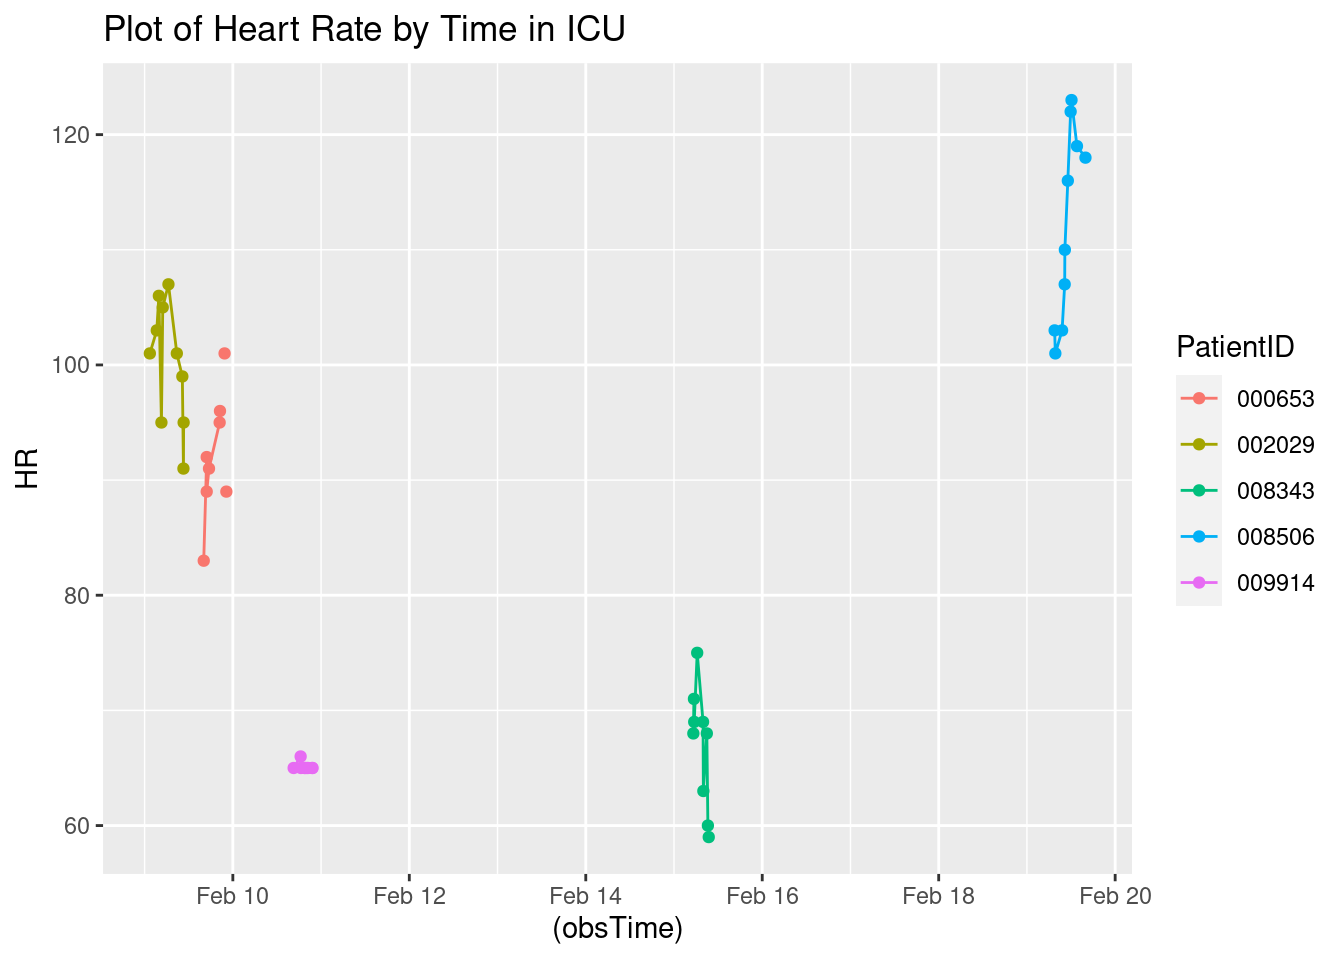 Plot of Heart Rate by Time in ICU
120
100
80
60
HR
Feb 10
Feb 12
Feb 14
Feb 16
Feb 18
Feb 20
(obsTime)
PatientID
000653
002029
008343
008506
009914